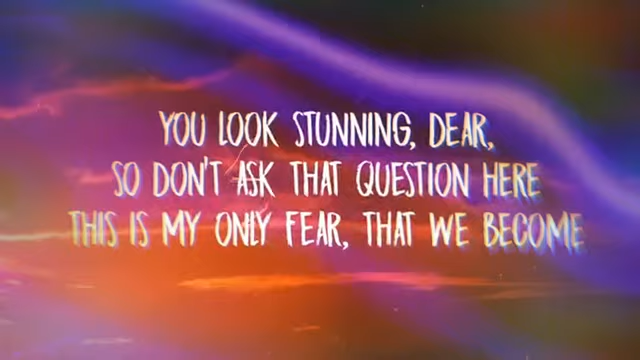 YOU LOOK STUNNING, DEAR,
SO DON'T ASK THAT QUESTION HERE
THIS IS MY ONLY FEAR, THAT WE BECOME